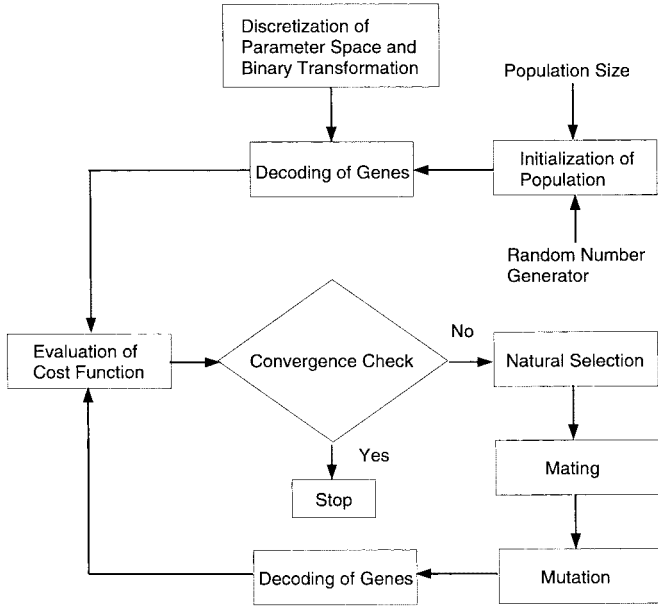 Discretization of
Parameter Space and
Binary Transformation
Population Size
Decoding of Genes
Initialization of
Population
Random Number
Generator
Evaluation of
Cost Function
Convergence Check
No
Natural Selection
Yes
Stop
Mating
Decoding of Genes
Mutation